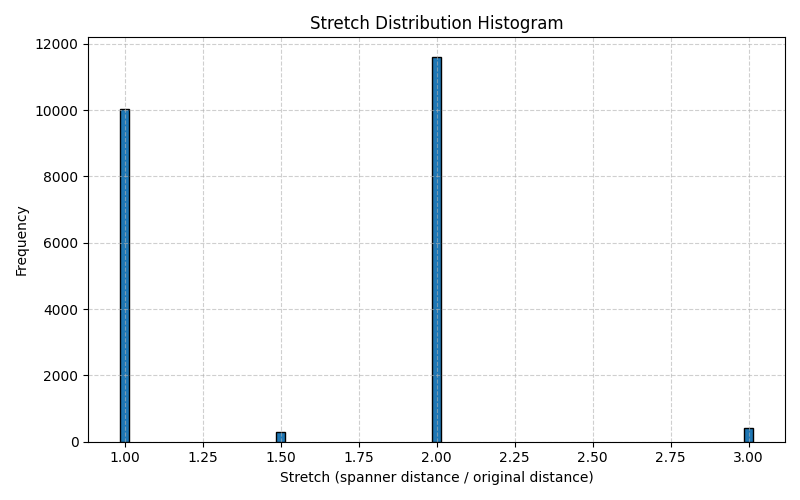 Stretch Distribution Histogram
12000
10000
8000
6000
4000
2000
0
Frequency
1.00 1.25 1.50 1.75 2.00 2.25 2.50 2.75 3.00
Stretch (spanner distance / original distance)